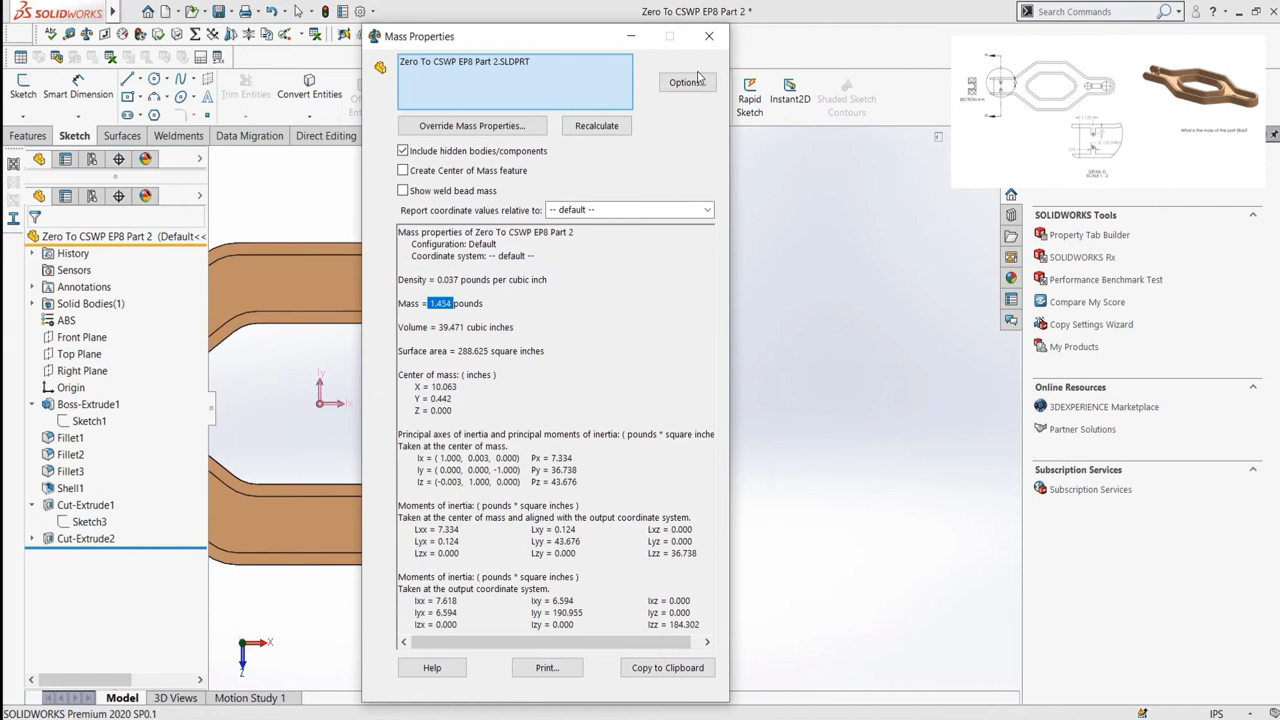 SOLIDWORKS
Zero To CSWP EP8 Part 2 *
Search Commands
Mass Properties
Zero To CSWP EP8 Part 2.SLDPRT
Options...
Override Mass Properties...
Recalculate
Include hidden bodies/components
Create Center of Mass feature
Show weld bead mass
Report coordinate values relative to:
-- default --
Mass properties of Zero To CSWP EP8 Part 2
Configuration: Default
Coordinate system: -- default --
Density = 0.037 pounds per cubic inch
Mass = 1.454 pounds
Volume = 39.471 cubic inches
Surface area = 288.625 square inches
Center of mass: ( inches )
X = 10.063
Y = 0.442
Z = 0.000
Principal axes of inertia and principal moments of inertia: ( pounds * square inche
Taken at the center of mass.
Ix = ( 1.000, 0.003, 0.000) Px = 7.334
Iy = ( 0.000, 0.000, -1.000) Py = 36.738
Iz = (-0.003, 1.000, 0.000) Pz = 43.676
Moments of inertia: ( pounds * square inches )
Taken at the center of mass and aligned with the output coordinate system.
Lxx = 7.334 Lxy = 0.124 Lxz = 0.000
Lyx = 0.124 Lyy = 43.676 Lyz = 0.000
Lzx = 0.000 Lzy = 0.000 Lzz = 36.738
Moments of inertia: ( pounds * square inches )
Taken at the output coordinate system.
Ixx = 7.618 Ixy = 6.594 Ixz = 0.000
Iyx = 6.594 Iyy = 190.955 Iyz = 0.000
Izx = 0.000 Izy = 0.000 Izz = 184.302
Help
Print...
Copy to Clipboard
Sketch
Smart Dimension
Trim Entities
Convert Entities
Rapid Sketch
Instant2D
Shaded Sketch Contours
Features
Sketch
Surfaces
Weldments
Data Migration
Direct Editing
Zero To CSWP EP8 Part 2 (Default<<
History
Sensors
Annotations
Solid Bodies(1)
ABS
Front Plane
Top Plane
Right Plane
Origin
Boss-Extrude1
Sketch1
Fillet1
Fillet2
Fillet3
Shell1
Cut-Extrude1
Sketch3
Cut-Extrude2
X
Z
What is the mass of the part (lbs)?
SECTION H-H
DETAIL G
SCALE 1 : 2
SOLIDWORKS Tools
Property Tab Builder
SOLIDWORKS Rx
Performance Benchmark Test
Compare My Score
Copy Settings Wizard
My Products
Online Resources
3DEXPERIENCE Marketplace
Partner Solutions
Subscription Services
Subscription Services
Model
3D Views
Motion Study 1
SOLIDWORKS Premium 2020 SP0.1
IPS